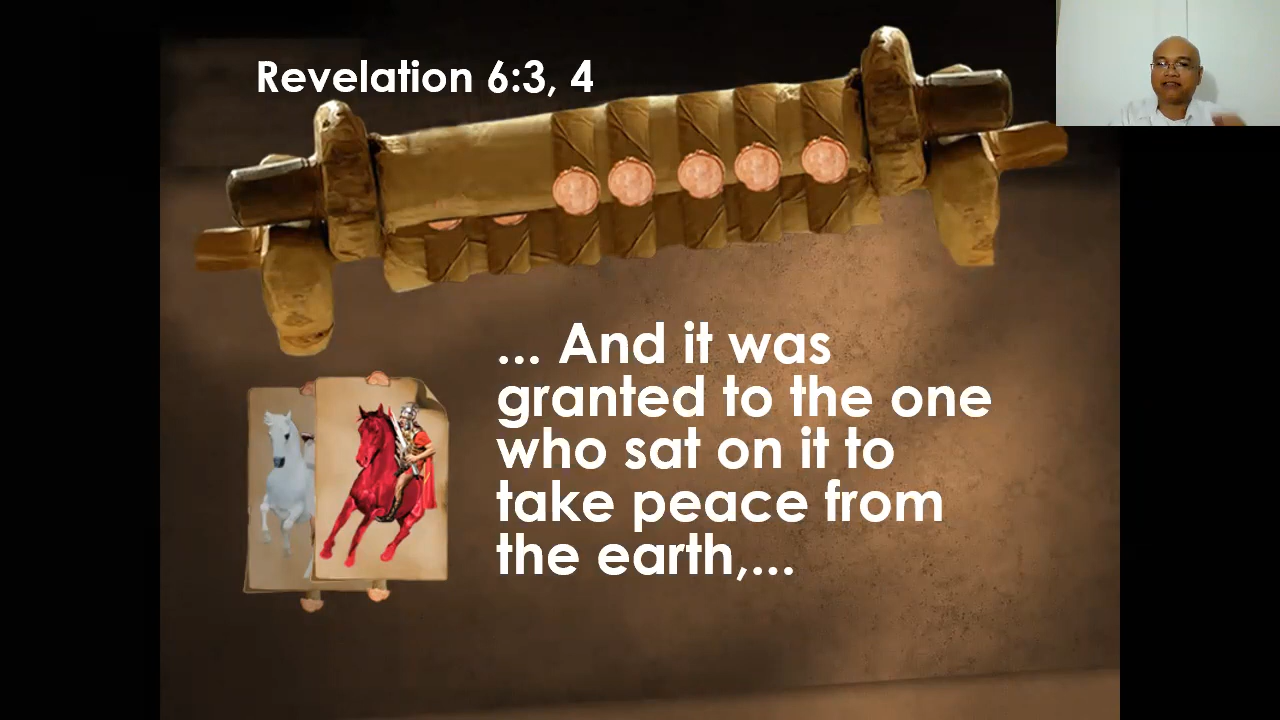 Revelation 6:3, 4
... And it was
granted to the one
who sat on it to
take peace from
the earth,...